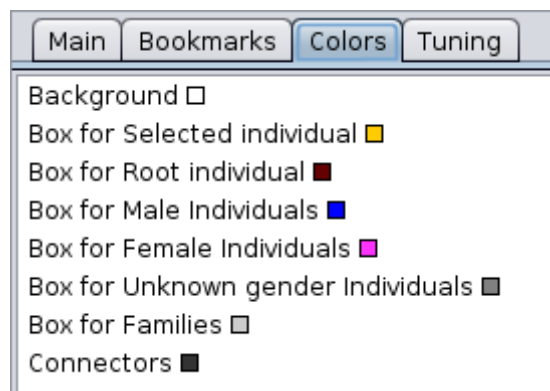 Main Bookmarks Colors Tuning
Background
Box for Selected individual
Box for Root individual
Box for Male Individuals
Box for Female Individuals
Box for Unknown gender Individuals
Box for Families
Connectors